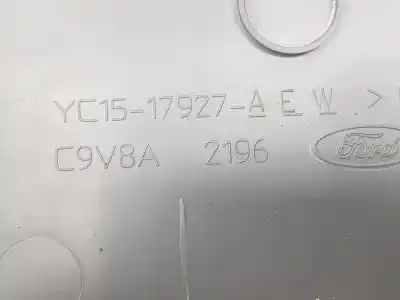 YC15-17927-A E W . >
C9V8A 2196 Ford